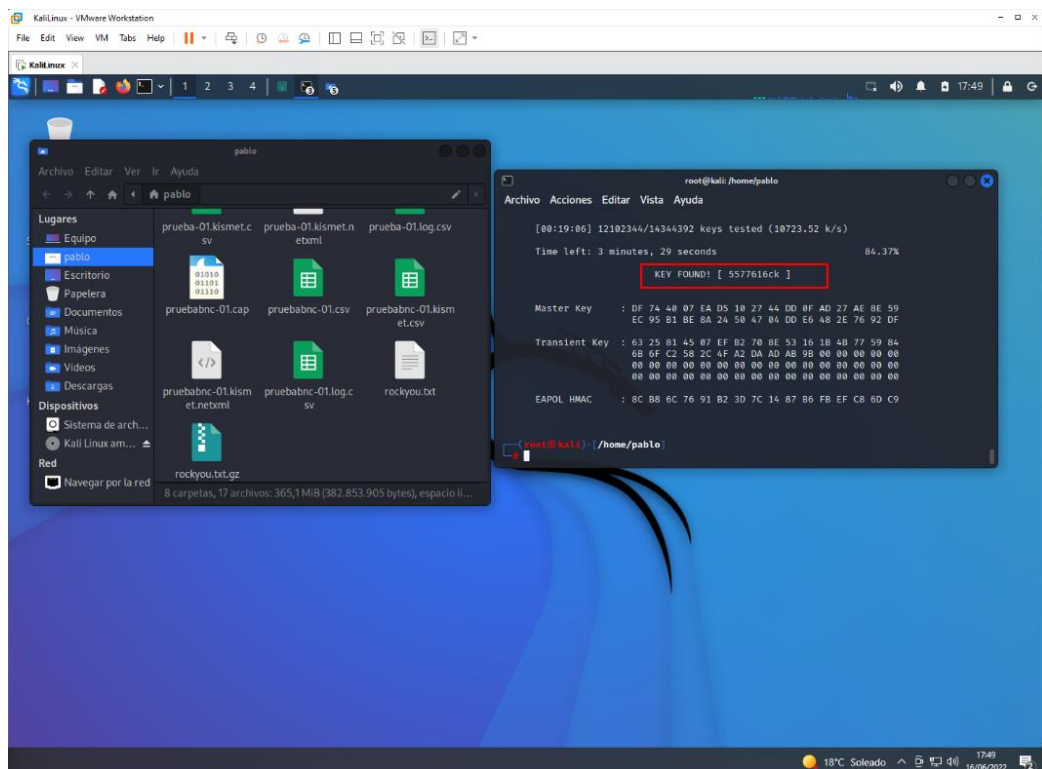 KaliLinux - VMware Workstation
File Edit View VM Tabs Help
KaliLinux
1 2 3 4
17:49
pablo
Archivo Editar Ver Ir Ayuda
pablo
Lugares
Equipo
pablo
Escritorio
Papelera
Documentos
Música
Imágenes
Vídeos
Descargas
Dispositivos
Sistema de arch...
Kali Linux am...
Red
Navegar por la red
prueba-01.kismet.c
sv
prueba-01.kismet.n
etxml
prueba-01.log.csv
pruebabnc-01.cap
pruebabnc-01.csv
pruebabnc-01.kism
et.csv
pruebabnc-01.kism
et.netxml
pruebabnc-01.log.c
sv
rockyou.txt
rockyou.txt.gz
8 carpetas, 17 archivos: 365,1 MiB (382.853.905 bytes), espacio li...
root@kali: /home/pablo
Archivo Acciones Editar Vista Ayuda
[00:19:06] 12102344/14344392 keys tested (10723.52 k/s)
Time left: 3 minutes, 29 seconds 84.37%
KEY FOUND! [ 5577616ck ]
Master Key : DF 74 40 07 EA D5 10 27 44 DD 0F AD 27 AE 8E 59
EC 95 B1 BE 8A 24 50 47 04 DD E6 48 2E 76 92 DF
Transient Key : 63 25 81 45 07 EF B2 70 8E 53 16 1B 4B 77 59 84
6B 6F C2 58 2C 4F A2 DA AD AB 9B 00 00 00 00 00
00 00 00 00 00 00 00 00 00 00 00 00 00 00 00 00
00 00 00 00 00 00 00 00 00 00 00 00 00 00 00 00
EAPOL HMAC : 8C B8 6C 76 91 B2 3D 7C 14 87 B6 FB EF C8 6D C9
(root㉿kali)-[/home/pablo]
#
18°C Soleado
17:49
16/06/2022